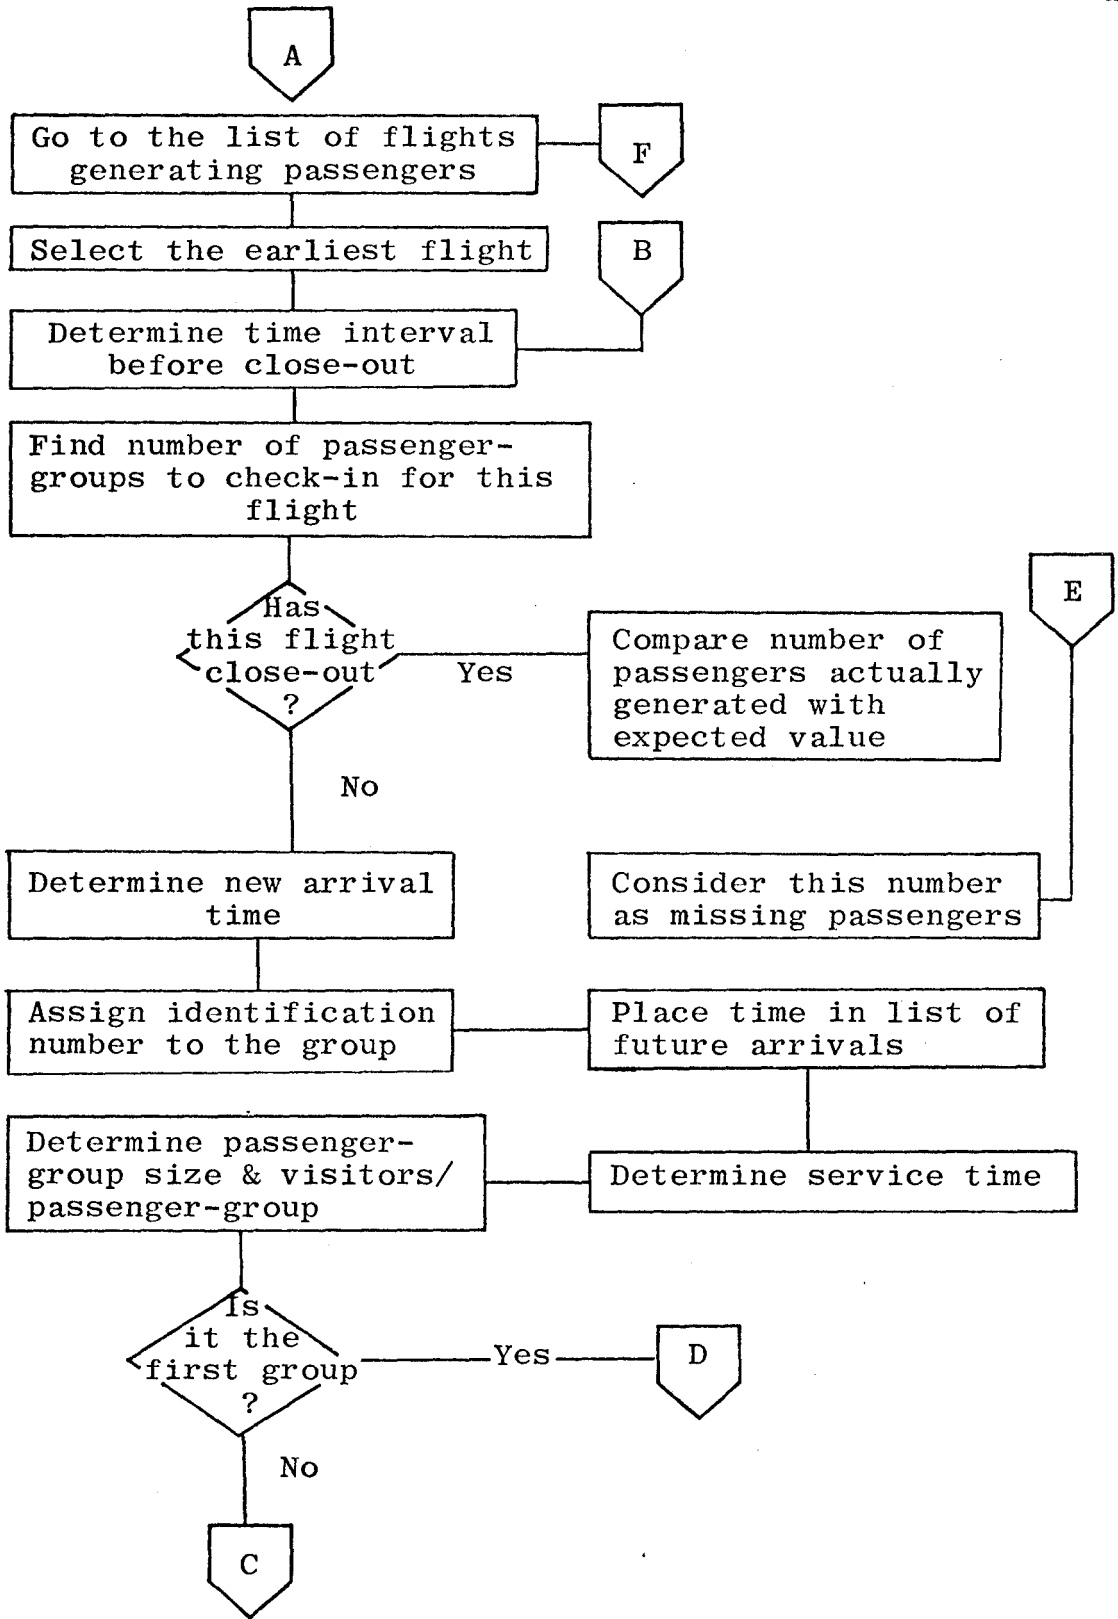 A
Go to the list of flights
generating passengers
F
Select the earliest flight
B
Determine time interval
before close-out
Find number of passenger-
groups to check-in for this
flight
E
Has
this flight
close-out
?
Yes
Compare number of
passengers actually
generated with
expected value
No
Determine new arrival
time
Consider this number
as missing passengers
Assign identification
number to the group
Place time in list of
future arrivals
Determine passenger-
group size & visitors/
passenger-group
Determine service time
Is
it the
first group
?
Yes
D
No
C